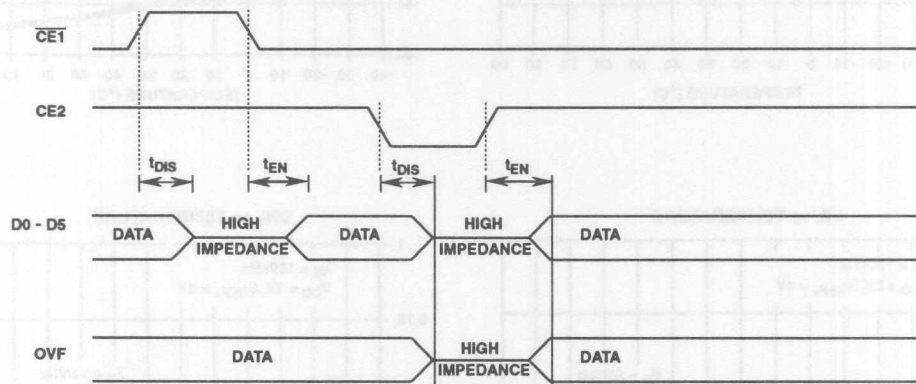 CE1
CE2
tDIS
tEN
tDIS
tEN
D0 - D5
DATA
HIGH
IMPEDANCE
DATA
HIGH
IMPEDANCE
DATA
OVF
DATA
HIGH
IMPEDANCE
DATA